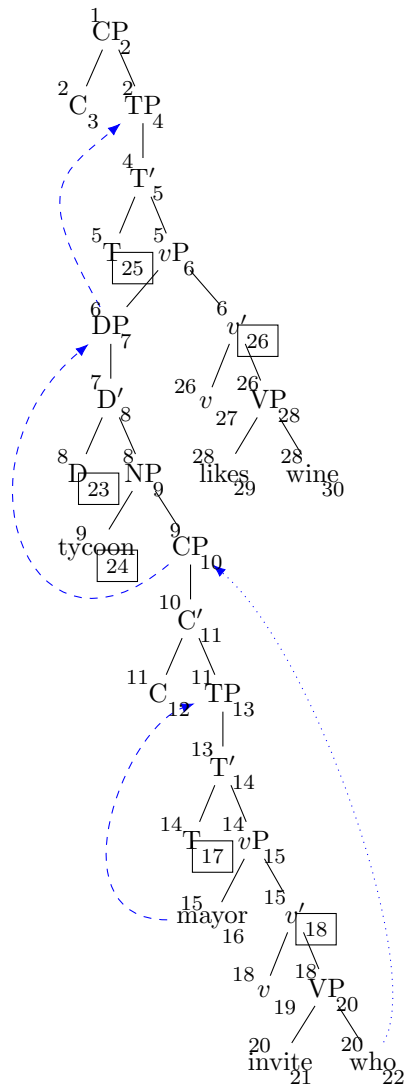 1 CP 2
2 C 3 2 TP 4
4 T′ 5
5 T 25 5 vP 6
6 DP 7 6 v′ 26
7 D′ 8 26 v 27 26 VP 28
8 D 23 8 NP 9 28 likes 29 28 wine 30
9 tycoon 24 9 CP 10
10 C′ 11
11 C 12 11 TP 13
13 T′ 14
14 T 17 14 vP 15
15 mayor 16 15 v′ 18
18 v 19 18 VP 20
20 invite 21 20 who 22